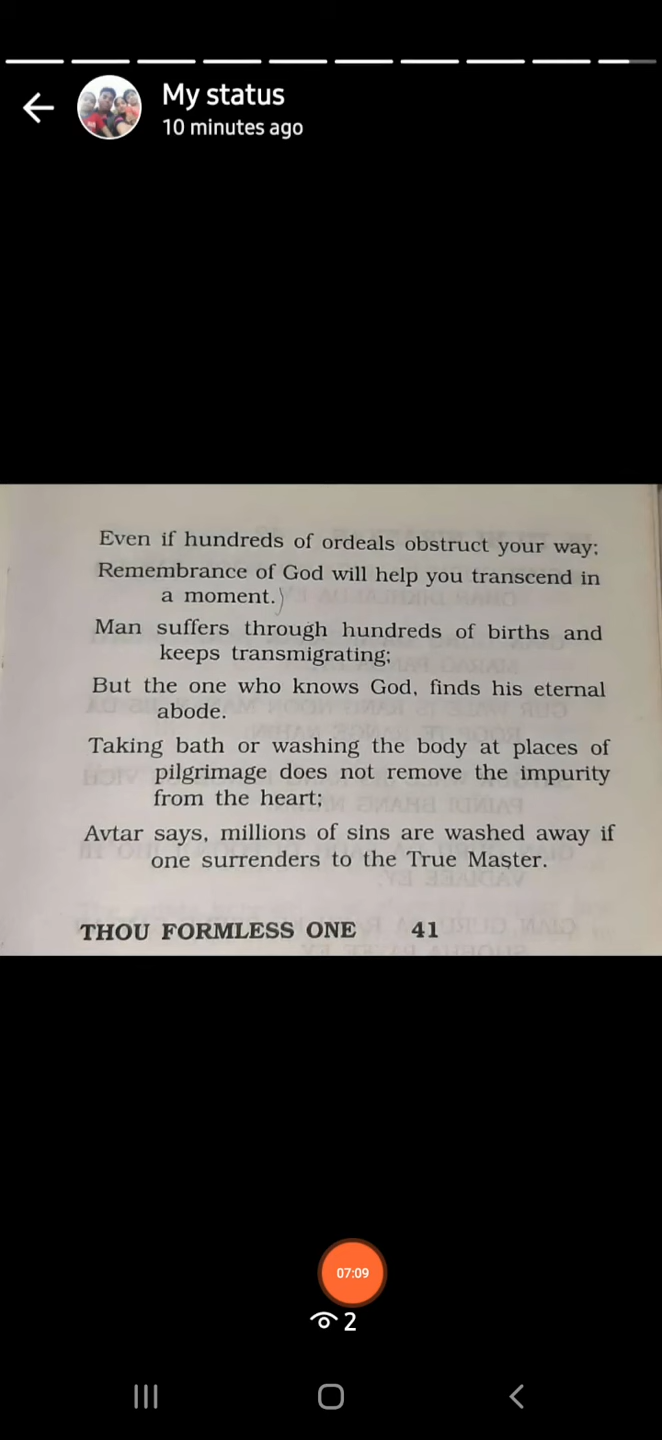 My status
10 minutes ago
Even if hundreds of ordeals obstruct your way;
Remembrance of God will help you transcend in
a moment.)
Man suffers through hundreds of births and
keeps transmigrating;
But the one who knows God, finds his eternal
abode.
Taking bath or washing the body at places of
pilgrimage does not remove the impurity
from the heart;
Avtar says, millions of sins are washed away if
one surrenders to the True Master.
THOU FORMLESS ONE 41
07:09
2